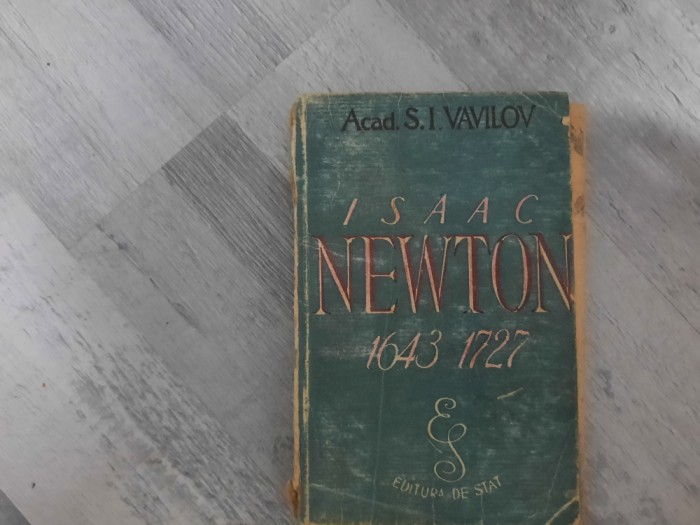 Acad. S. I. VAVILOV
ISAAC
NEWTON
1643 1727
ES
EDITURA DE STAT